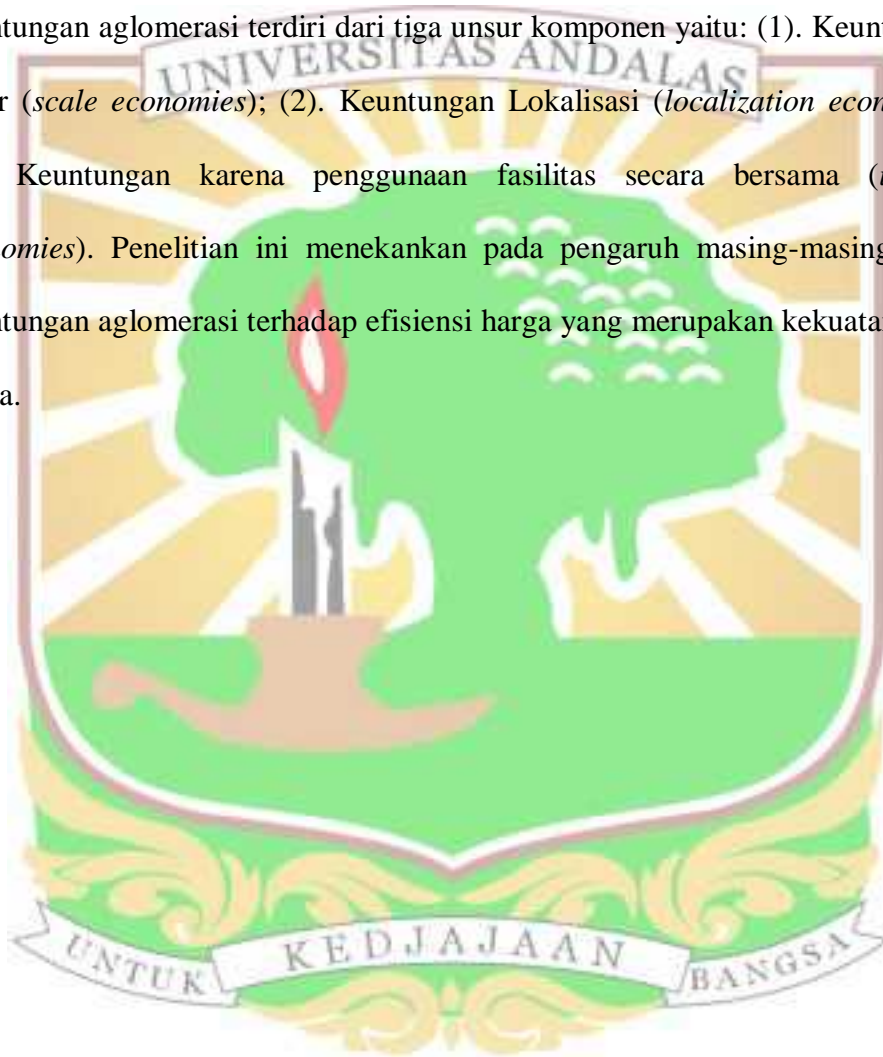 ntungan aglomerasi terdiri dari tiga unsur komponen yaitu: (1). Keunt
UNIVERSITAS ANDALAS
r (scale economies); (2). Keuntungan Lokalisasi (localization econ
Keuntungan karena penggunaan fasilitas secara bersama (
omies). Penelitian ini menekankan pada pengaruh masing-masing
ntungan aglomerasi terhadap efisiensi harga yang merupakan kekuata
a.
UNTUK KEDJAJAAN BANGSA